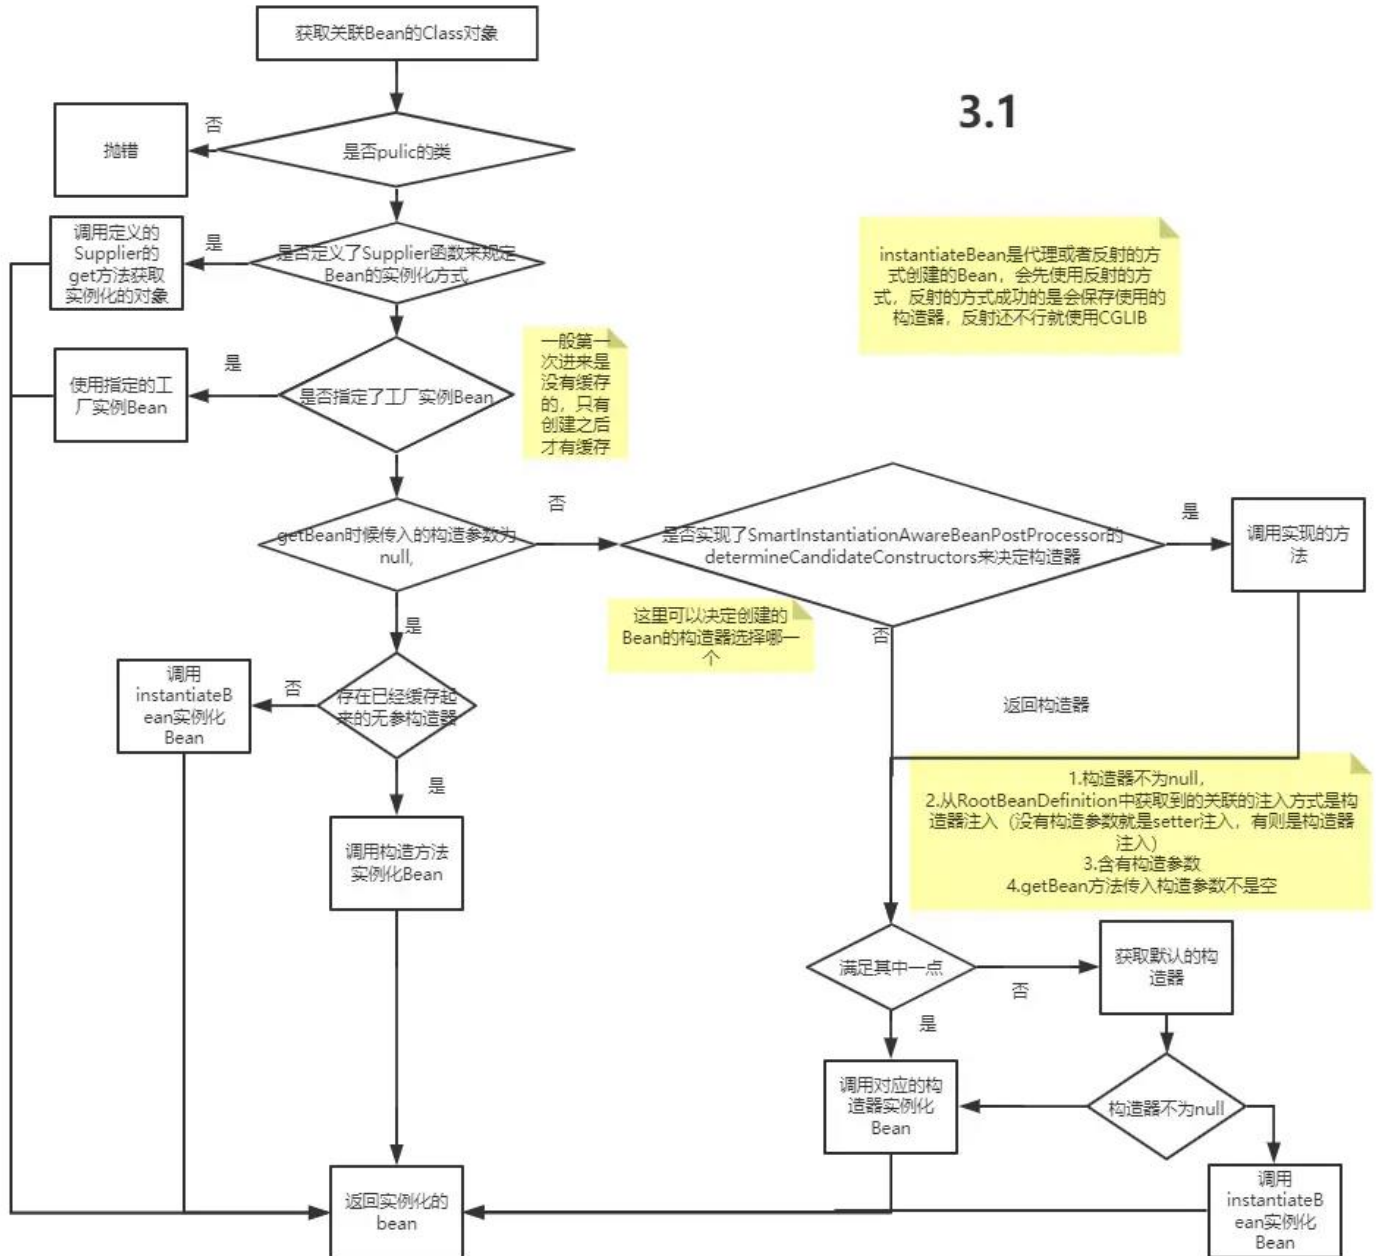 获取关联Bean的Class对象
3.1
否
抛错
是否pulic的类
调用定义的
Supplier的
get方法获取
实例化的对象
是
是否定义了Supplier函数来规定
Bean的实例化方式
instantiateBean是代理或者反射的方
式创建的Bean，会先使用反射的方
式，反射的方式成功的是会保存使用的
构造器，反射还不行就使用CGLIB
使用指定的工
厂实例Bean
是
是否指定了工厂实例Bean
一般第一
次进来是
没有缓存
的，只有
创建之后
才有缓存
getBean时候传入的构造参数为
null,
否
是否实现了SmartInstantiationAwareBeanPostProcessor的
determineCandidateConstructors来决定构造器
是
调用实现的方
法
是
这里可以决定创建的
Bean的构造器选择哪一
个
否
调用
instantiateB
ean实例化
Bean
否
存在已经缓存起
来的无参构造器
返回构造器
是
1.构造器不为null，
2.从RootBeanDefinition中获取到的关联的注入方式是构
造器注入（没有构造参数就是setter注入，有则是构造器
注入）
3.含有构造参数
4.getBean方法传入构造参数不是空
调用构造方法
实例化Bean
满足其中一点
否
获取默认的构
造器
是
调用对应的构
造器实例化
Bean
构造器不为null
返回实例化的
bean
调用
instantiateB
ean实例化
Bean